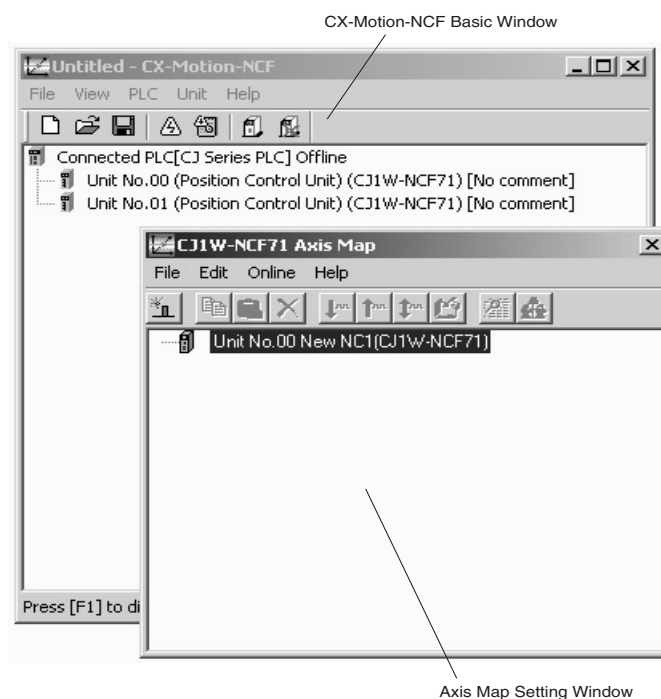 CX-Motion-NCF Basic Window
Untitled - CX-Motion-NCF
File View PLC Unit Help
Connected PLC[CJ Series PLC] Offline
Unit No.00 (Position Control Unit) (CJ1W-NCF71) [No comment]
Unit No.01 (Position Control Unit) (CJ1W-NCF71) [No comment]
CJ1W-NCF71 Axis Map
File Edit Online Help
Unit No.00 New NC1(CJ1W-NCF71)
Press [F1] to di
Axis Map Setting Window